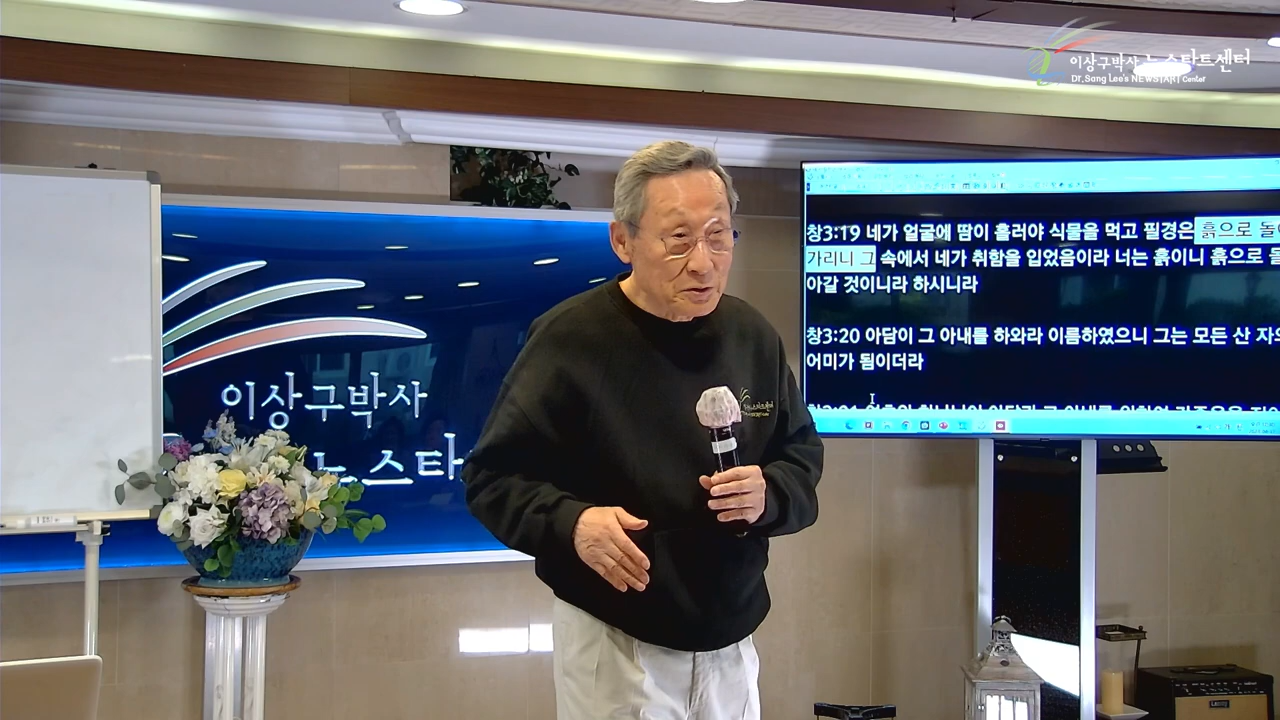 이상구박사 뉴스타트센터
Dr.Sang Lee's NEWSTART Center
창3:19 네가 얼굴에 땀이 흘러야 식물을 먹고 필경은 흙으로
가리니 그 속에서 네가 취함을 입었음이라 너는 흙이니 흙으로
아갈 것이니라 하시니라
창3:20 아담이 그 아내를 하와라 이름하였으니 그는 모든 산
어미가 됨이더라
이상구박사
뉴스타